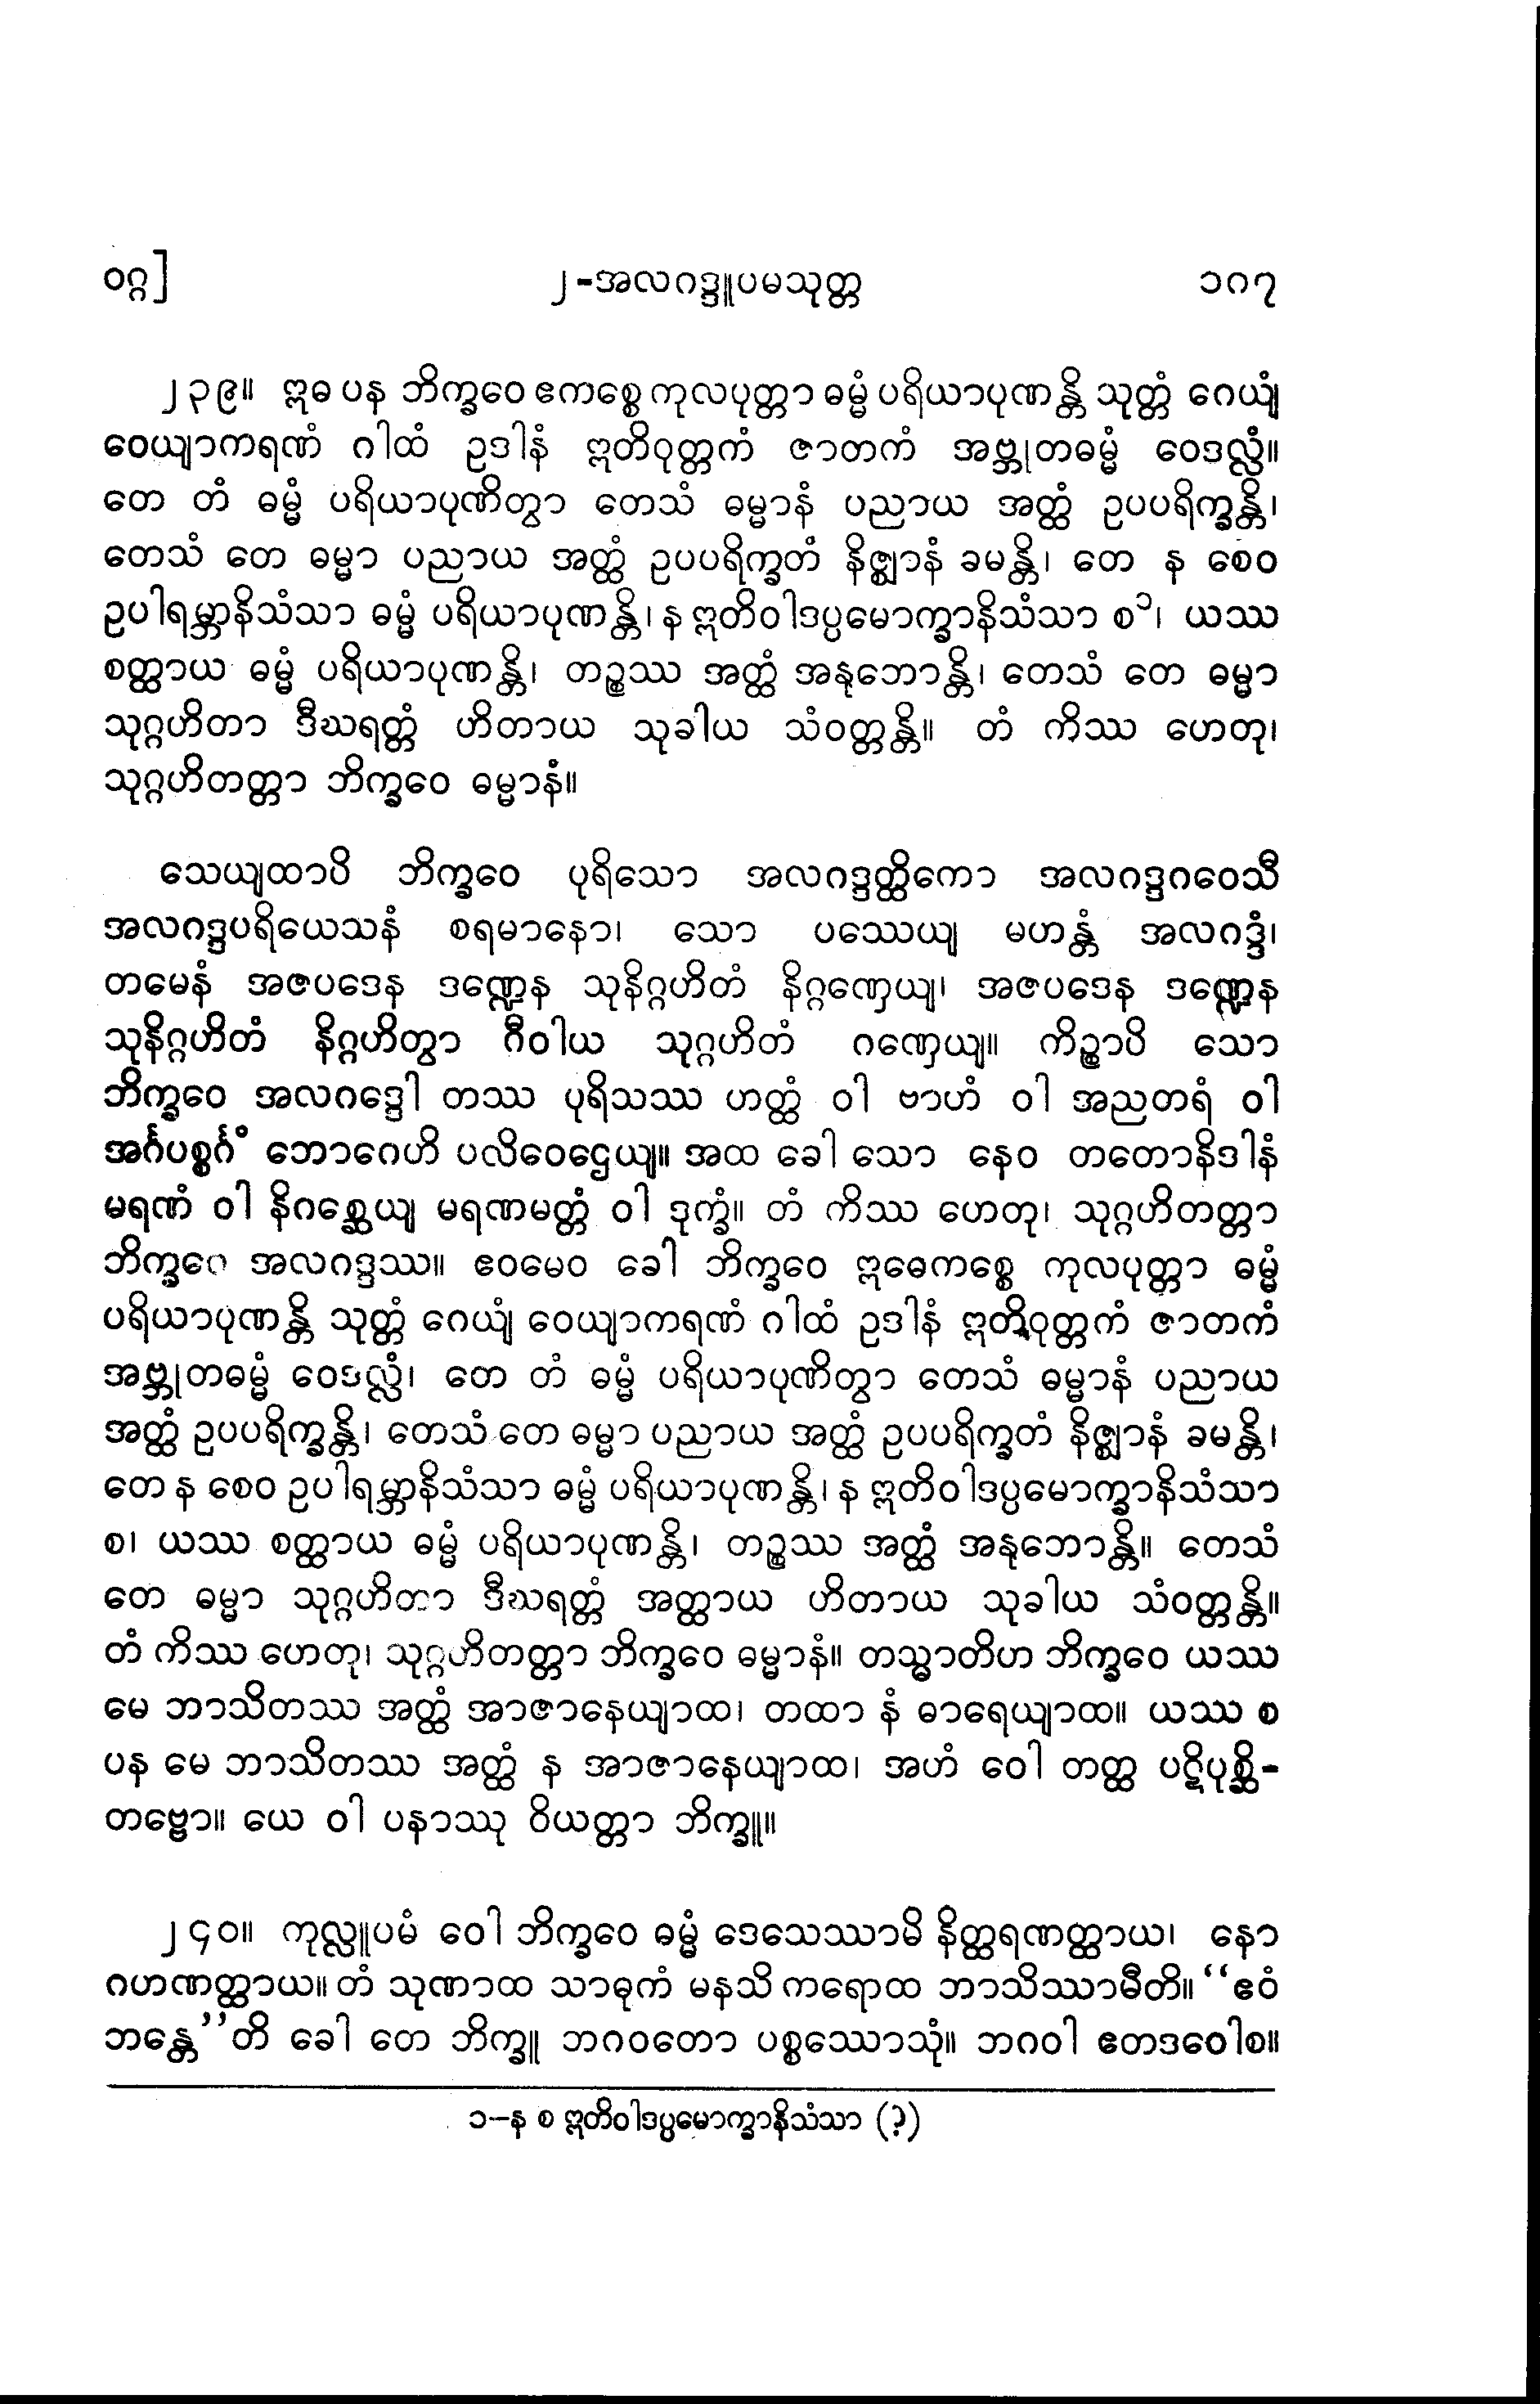 ဝဂ္ဂ] ၂-အလဂဒ္ဒူပမသုတ္တ ၁၈၇
၂၃၉။ ဣဓ ပန ဘိက္ခဝေ ဧကစ္စေ ကုလပုတ္တာ ဓမ္မံ ပရိယာပုဏန္တိ သုတ္တံ ဂေယျံ
ဝေယျာကရဏံ ဂါထံ ဥဒါနံ ဣတိဝုတ္တကံ ဇာတကံ အဗ္ဘုတဓမ္မံ ဝေဒလ္လံ။
တေ တံ ဓမ္မံ ပရိယာပုဏိတွာ တေသံ ဓမ္မာနံ ပညာယ အတ္ထံ ဥပပရိက္ခန္တိ၊
တေသံ တေ ဓမ္မာ ပညာယ အတ္ထံ ဥပပရိက္ခတံ နိဇ္ဈာနံ ခမန္တိ၊ တေ န စေဝ
ဥပါရမ္ဘာနိသံသာ ဓမ္မံ ပရိယာပုဏန္တိ၊ န ဣတိဝါဒပ္ပမောက္ခာနိသံသာ စ၁၊ ယဿ
စတ္ထာယ ဓမ္မံ ပရိယာပုဏန္တိ၊ တဉ္စဿ အတ္ထံ အနုဘောန္တိ၊ တေသံ တေ ဓမ္မာ
သုဂ္ဂဟိတာ ဒီဃရတ္တံ ဟိတာယ သုခါယ သံဝတ္တန္တိ။ တံ ကိဿ ဟေတု၊
သုဂ္ဂဟိတတ္တာ ဘိက္ခဝေ ဓမ္မာနံ။
သေယျထာပိ ဘိက္ခဝေ ပုရိသော အလဂဒ္ဒတ္ထိကော အလဂဒ္ဒဂဝေသီ
အလဂဒ္ဒပရိယေသနံ စရမာနော၊ သော ပဿေယျ မဟန္တံ အလဂဒ္ဒံ၊
တမေနံ အဇပဒေန ဒဏ္ဍေန သုနိဂ္ဂဟိတံ နိဂ္ဂဏှေယျ၊ အဇပဒေန ဒဏ္ဍေန
သုနိဂ္ဂဟိတံ နိဂ္ဂဟိတွာ ဂီဝါယ သုဂ္ဂဟိတံ ဂဏှေယျ။ ကိဉ္စာပိ သော
ဘိက္ခဝေ အလဂဒ္ဒေါ တဿ ပုရိသဿ ဟတ္ထံ ဝါ ဗာဟံ ဝါ အညတရံ ဝါ
အင်္ဂပစ္စင်္ဂံ ဘောဂေဟိ ပလိဝေဌေယျ။ အထ ခေါ သော နေဝ တတောနိဒါနံ
မရဏံ ဝါ နိဂစ္ဆေယျ မရဏမတ္တံ ဝါ ဒုက္ခံ။ တံ ကိဿ ဟေတု၊ သုဂ္ဂဟိတတ္တာ
ဘိက္ခဝေ အလဂဒ္ဒဿ။ ဧဝမေဝ ခေါ ဘိက္ခဝေ ဣဓေကစ္စေ ကုလပုတ္တာ ဓမ္မံ
ပရိယာပုဏန္တိ သုတ္တံ ဂေယျံ ဝေယျာကရဏံ ဂါထံ ဥဒါနံ ဣတိဝုတ္တကံ ဇာတကံ
အဗ္ဘုတဓမ္မံ ဝေဒလ္လံ၊ တေ တံ ဓမ္မံ ပရိယာပုဏိတွာ တေသံ ဓမ္မာနံ ပညာယ
အတ္ထံ ဥပပရိက္ခန္တိ၊ တေသံ တေ ဓမ္မာ ပညာယ အတ္ထံ ဥပပရိက္ခတံ နိဇ္ဈာနံ ခမန္တိ၊
တေ န စေဝ ဥပါရမ္ဘာနိသံသာ ဓမ္မံ ပရိယာပုဏန္တိ၊ န ဣတိဝါဒပ္ပမောက္ခာနိသံသာ
စ၊ ယဿ စတ္ထာယ ဓမ္မံ ပရိယာပုဏန္တိ၊ တဉ္စဿ အတ္ထံ အနုဘောန္တိ။ တေသံ
တေ ဓမ္မာ သုဂ္ဂဟိတာ ဒီဃရတ္တံ အတ္ထာယ ဟိတာယ သုခါယ သံဝတ္တန္တိ။
တံ ကိဿ ဟေတု၊ သုဂ္ဂဟိတတ္တာ ဘိက္ခဝေ ဓမ္မာနံ။ တသ္မာတိဟ ဘိက္ခဝေ ယဿ
မေ ဘာသိတဿ အတ္ထံ အာဇာနေယျာထ၊ တထာ နံ ဓာရေယျာထ။ ယဿ စ
ပန မေ ဘာသိတဿ အတ္ထံ န အာဇာနေယျာထ၊ အဟံ ဝေါ တတ္ထ ပဋိပုစ္ဆိ-
တဗ္ဗော။ ယေ ဝါ ပနာဿု ဝိယတ္တာ ဘိက္ခူ။
၂၄၀။ ကုလ္လူပမံ ဝေါ ဘိက္ခဝေ ဓမ္မံ ဒေသေဿာမိ နိတ္ထရဏတ္ထာယ၊ နော
ဂဟဏတ္ထာယ။ တံ သုဏာထ သာဓုကံ မနသိ ကရောထ ဘာသိဿာမီတိ။ “ဧဝံ
ဘန္တေ”တိ ခေါ တေ ဘိက္ခူ ဘဂဝတော ပစ္စဿောသုံ။ ဘဂဝါ ဧတဒဝေါစ။
၁-န စ ဣတိဝါဒပ္ပမောက္ခာနိသံသာ (?)